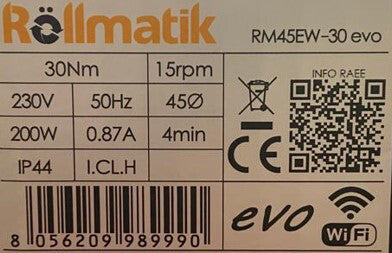 Röllmatik
RM45EW-30 evo
30Nm 15rpm
230V 50Hz 45Ø
200W 0.87A 4min
IP44 I.CL.H
INFO RAEE
CE
evo WiFi
8 056209 989990